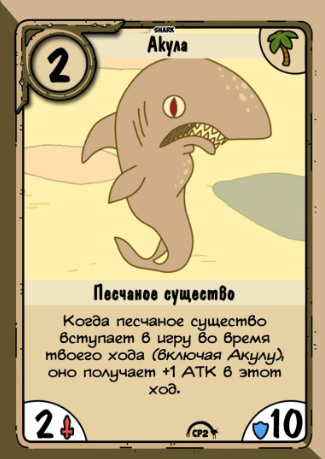 SHARK
Акула
2
Песчаное существо
Когда песчаное существо
вступает в игру во время
твоего хода (включая Акулу),
оно получает +1 АТК в этот
ход.
2
CP2
10